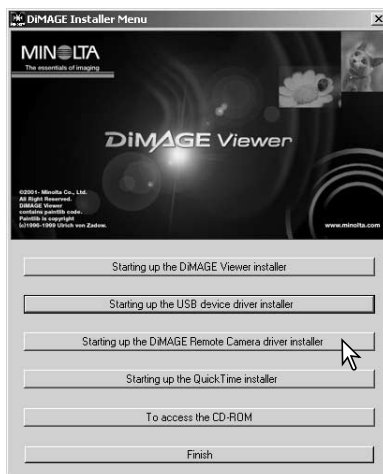 DiMAGE Installer Menu
MINOLTA
The essentials of imaging
DiMAGE Viewer
©2001- Minolta Co., Ltd.
All Right Reserved.
DiMAGE Viewer
contains paintlib code.
Paintlib is copyright
(c)1996-1998 Ulrich von Zadow.
www.minolta.com
Starting up the DiMAGE Viewer installer
Starting up the USB device driver installer
Starting up the DiMAGE Remote Camera driver installer
Starting up the QuickTime installer
To access the CD-ROM
Finish